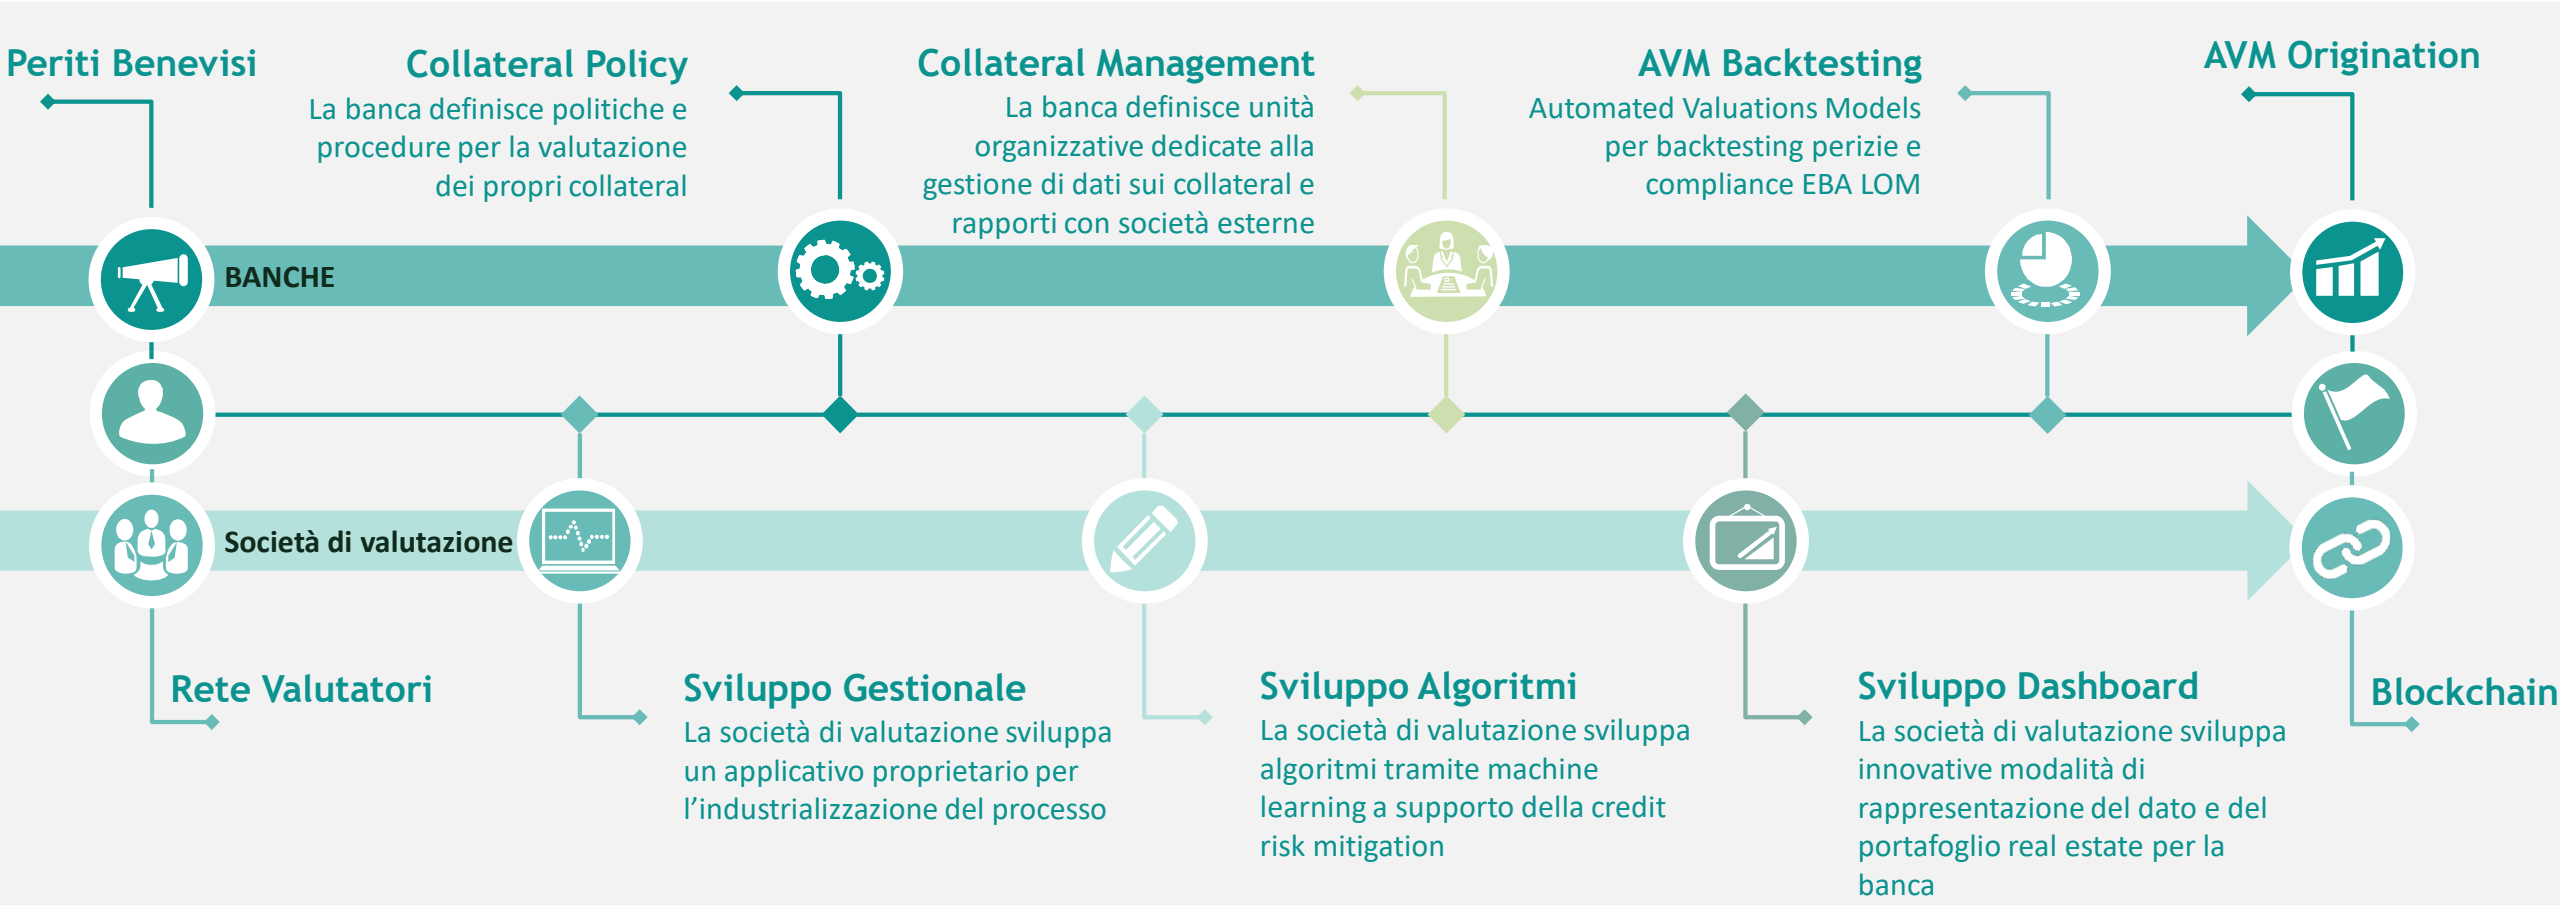 Periti Benevisi
Collateral Policy
La banca definisce politiche e
procedure per la valutazione
dei propri collateral
Collateral Management
La banca definisce unità
organizzative dedicate alla
gestione di dati sui collateral e
rapporti con società esterne
AVM Backtesting
Automated Valuations Models
per backtesting perizie e
compliance EBA LOM
AVM Origination
BANCHE
Società di valutazione
Rete Valutatori
Sviluppo Gestionale
La società di valutazione sviluppa
un applicativo proprietario per
l’industrializzazione del processo
Sviluppo Algoritmi
La società di valutazione sviluppa
algoritmi tramite machine
learning a supporto della credit
risk mitigation
Sviluppo Dashboard
La società di valutazione sviluppa
innovative modalità di
rappresentazione del dato e del
portafoglio real estate per la
banca
Blockchain